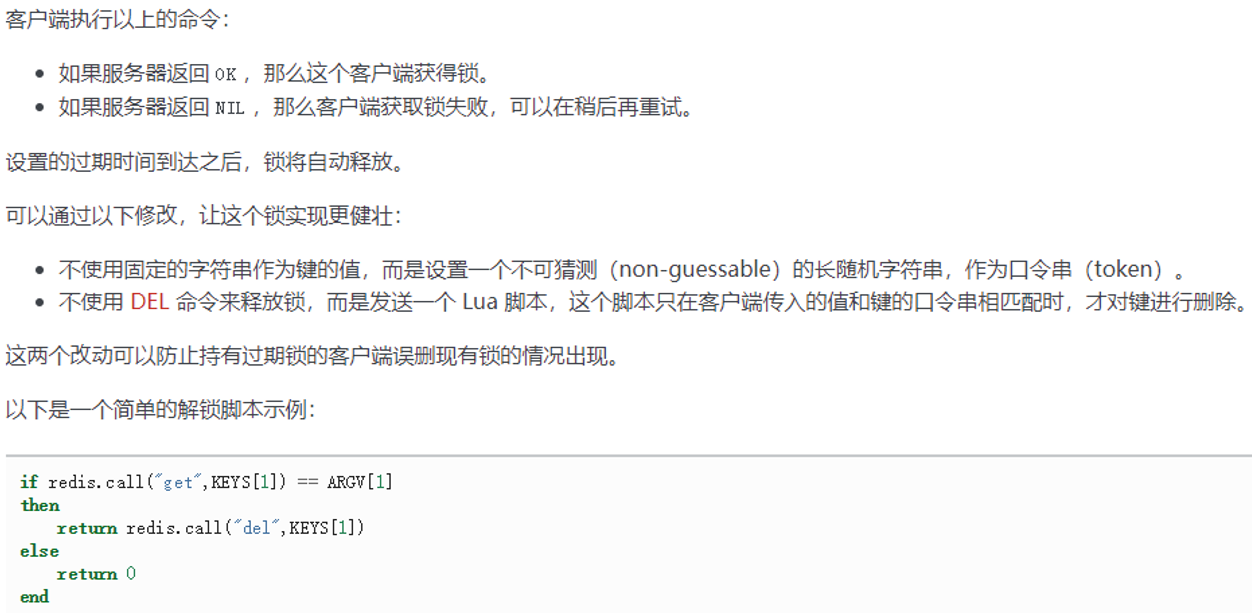 客户端执行以上的命令：
• 如果服务器返回 OK ，那么这个客户端获得锁。
• 如果服务器返回 NIL ，那么客户端获取锁失败，可以在稍后再重试。
设置的过期时间到达之后，锁将自动释放。
可以通过以下修改，让这个锁实现更健壮：
• 不使用固定的字符串作为键的值，而是设置一个不可猜测（non-guessable）的长随机字符串，作为口令串（token）。
• 不使用 DEL 命令来释放锁，而是发送一个 Lua 脚本，这个脚本只在客户端传入的值和键的口令串相匹配时，才对键进行删除。
这两个改动可以防止持有过期锁的客户端误删现有锁的情况出现。
以下是一个简单的解锁脚本示例：
if redis.call("get",KEYS[1]) == ARGV[1]
then
    return redis.call("del",KEYS[1])
else
    return 0
end